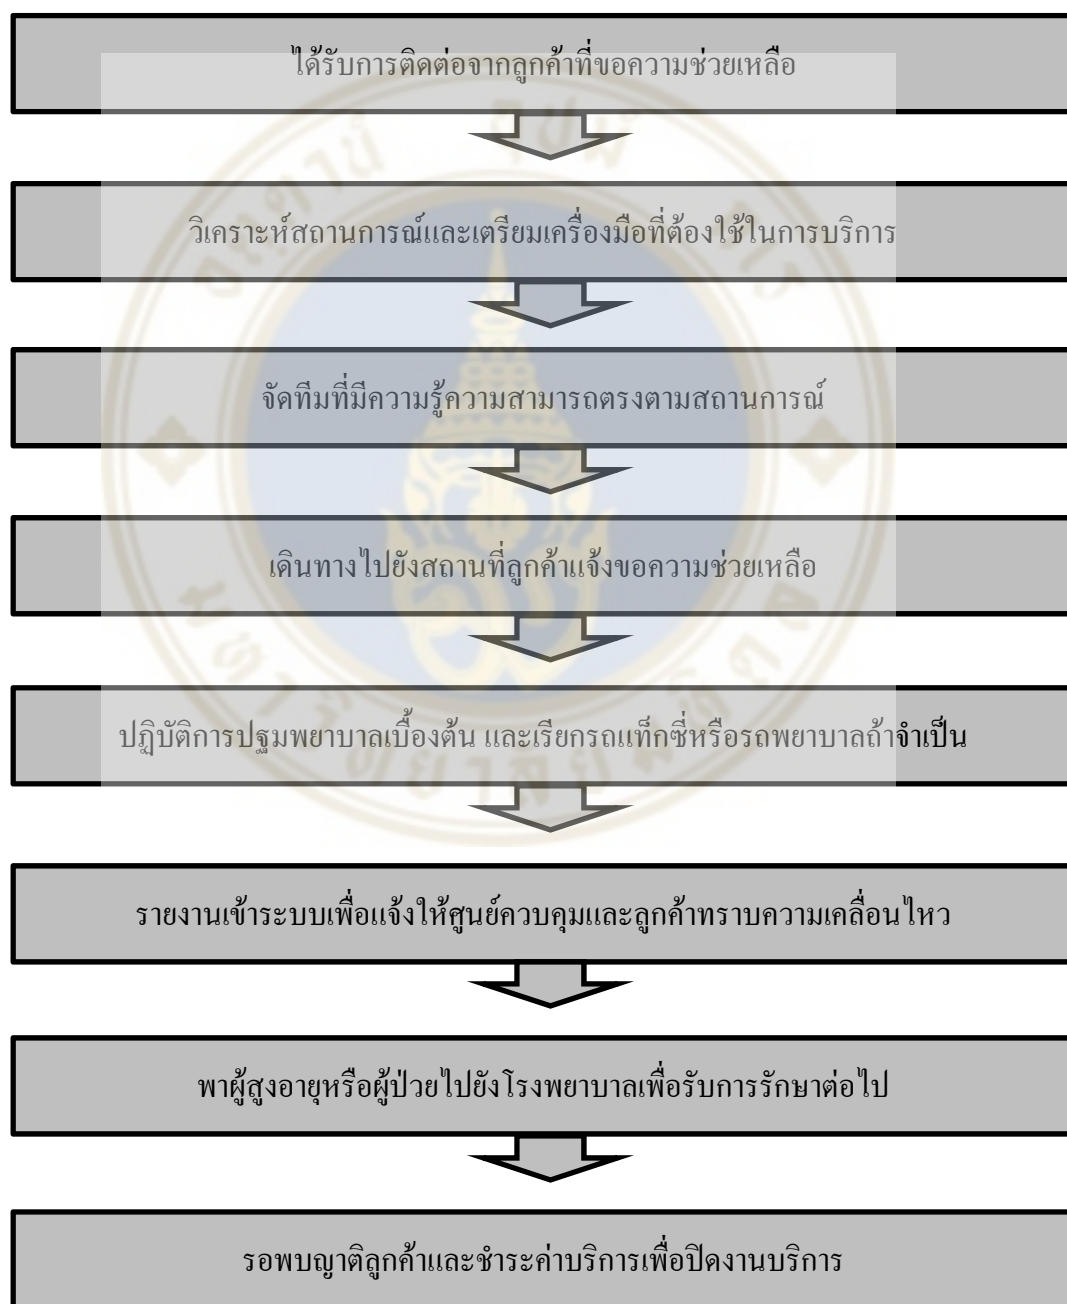 ได้รับการติดต่อจากลูกค้าที่ขอความช่วยเหลือ
วิเคราะห์สถานการณ์และเตรียมเครื่องมือที่ต้องใช้ในการบริการ
จัดทีมที่มีความรู้ความสามารถตรงตามสถานการณ์
เดินทางไปยังสถานที่ลูกค้าแจ้งขอความช่วยเหลือ
ปฏิบัติการปฐมพยาบาลเบื้องต้น และเรียกรถแท็กซี่หรือรถพยาบาลถ้าจำเป็น
รายงานเข้าระบบเพื่อแจ้งให้ศูนย์ควบคุมและลูกค้าทราบความเคลื่อนไหว
พาผู้สูงอายุหรือผู้ป่วยไปยังโรงพยาบาลเพื่อรับการรักษาต่อไป
รอพบญาติลูกค้าและชำระค่าบริการเพื่อปิดงานบริการ
มหาวิทยาลัยมหิดล